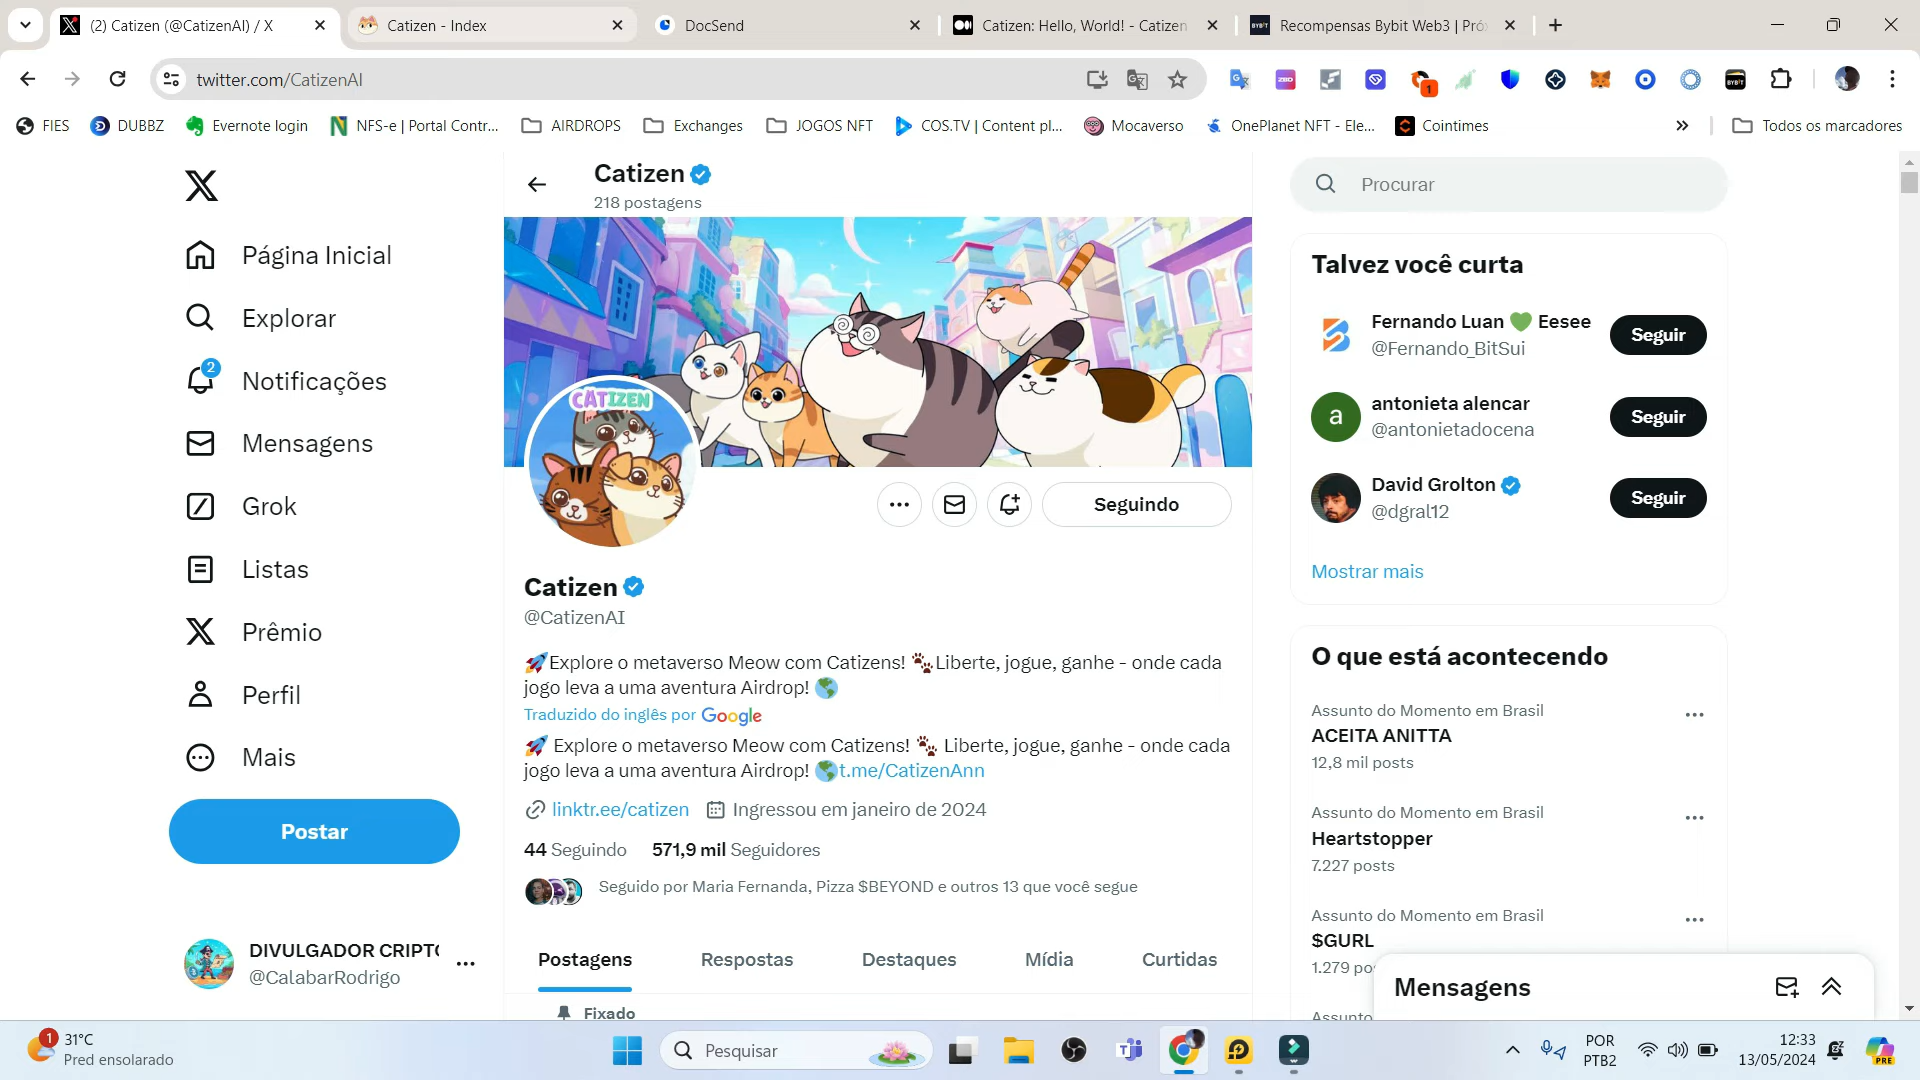 (2) Catizen (@CatizenAI) / X
Catizen - Index
DocSend
Catizen: Hello, World! - Catizen
Recompensas Bybit Web3 | Pró
twitter.com/CatizenAI
1
FIES
DUBBZ
Evernote login
NFS-e | Portal Contr...
AIRDROPS
Exchanges
JOGOS NFT
COS.TV | Content pl...
Mocaverso
OnePlanet NFT - Ele...
Cointimes
Todos os marcadores
Página Inicial
Explorar
2
Notificações
Mensagens
Grok
Listas
Prêmio
Perfil
Mais
Postar
DIVULGADOR CRIPTO
@CalabarRodrigo
Catizen
218 postagens
CATIZEN
Seguindo
Catizen
@CatizenAI
🚀Explore o metaverso Meow com Catizens! 🐾Liberte, jogue, ganhe - onde cada
jogo leva a uma aventura Airdrop! 🌎
Traduzido do inglês por Google
🚀 Explore o metaverso Meow com Catizens! 🐾 Liberte, jogue, ganhe - onde cada
jogo leva a uma aventura Airdrop! 🌎t.me/CatizenAnn
linktr.ee/catizen Ingressou em janeiro de 2024
44 Seguindo 571,9 mil Seguidores
Seguido por Maria Fernanda, Pizza $BEYOND e outros 13 que você segue
Postagens
Respostas
Destaques
Mídia
Curtidas
Fixado
Procurar
Talvez você curta
Fernando Luan 💚 Eesee
@Fernando_BitSui
Seguir
a
antonieta alencar
@antonietadocena
Seguir
David Grolton
@dgral12
Seguir
Mostrar mais
O que está acontecendo
Assunto do Momento em Brasil
ACEITA ANITTA
12,8 mil posts
Assunto do Momento em Brasil
Heartstopper
7.227 posts
Assunto do Momento em Brasil
$GURL
1.279 po
Assunto
Mensagens
1
31°C
Pred ensolarado
Pesquisar
POR
PTB2
12:33
13/05/2024
PRE